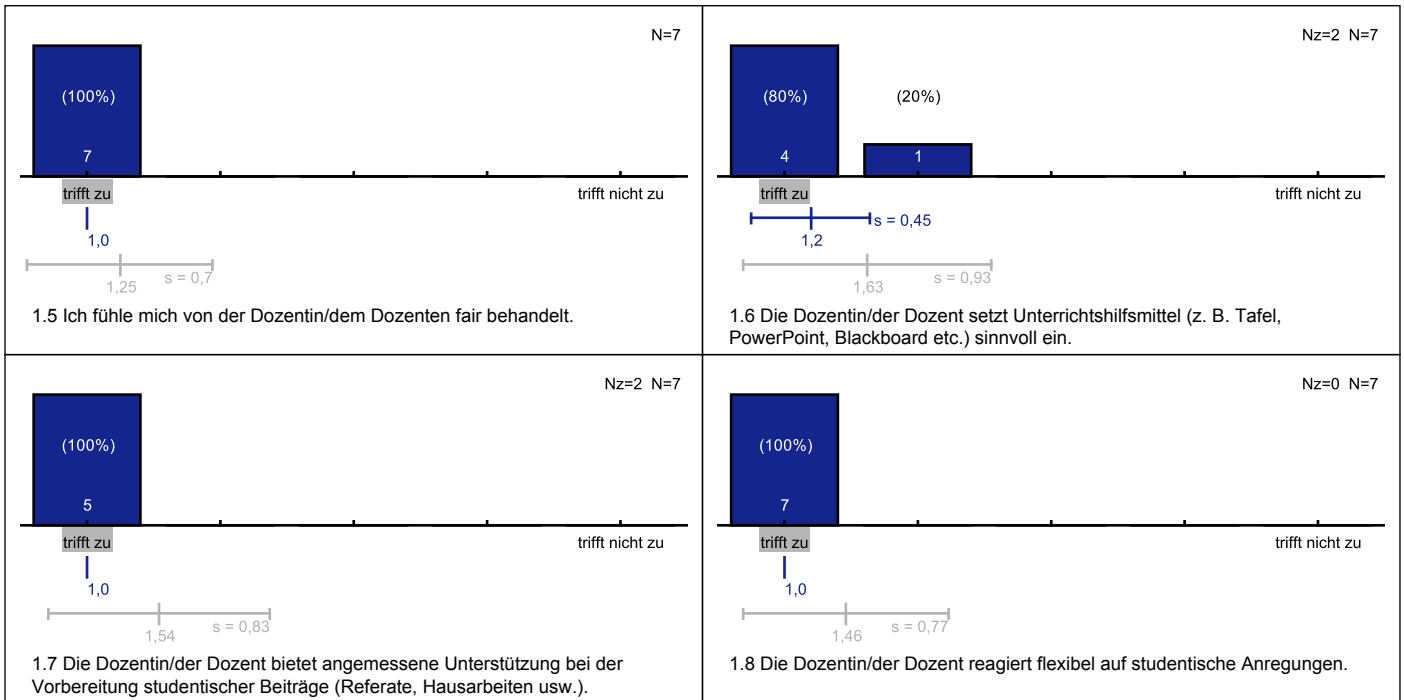 N=7
(100%)
7
trifft zu
trifft nicht zu
1,0
s = 0,7
1,25
1.5 Ich fühle mich von der Dozentin/dem Dozenten fair behandelt.
Nz=2 N=7
(80%)
(20%)
4
1
trifft zu
trifft nicht zu
s = 0,45
1,2
s = 0,93
1,63
1.6 Die Dozentin/der Dozent setzt Unterrichtshilfsmittel (z. B. Tafel,
PowerPoint, Blackboard etc.) sinnvoll ein.
Nz=2 N=7
(100%)
5
trifft zu
trifft nicht zu
1,0
s = 0,83
1,54
1.7 Die Dozentin/der Dozent bietet angemessene Unterstützung bei der
Vorbereitung studentischer Beiträge (Referate, Hausarbeiten usw.).
Nz=0 N=7
(100%)
7
trifft zu
trifft nicht zu
1,0
s = 0,77
1,46
1.8 Die Dozentin/der Dozent reagiert flexibel auf studentische Anregungen.